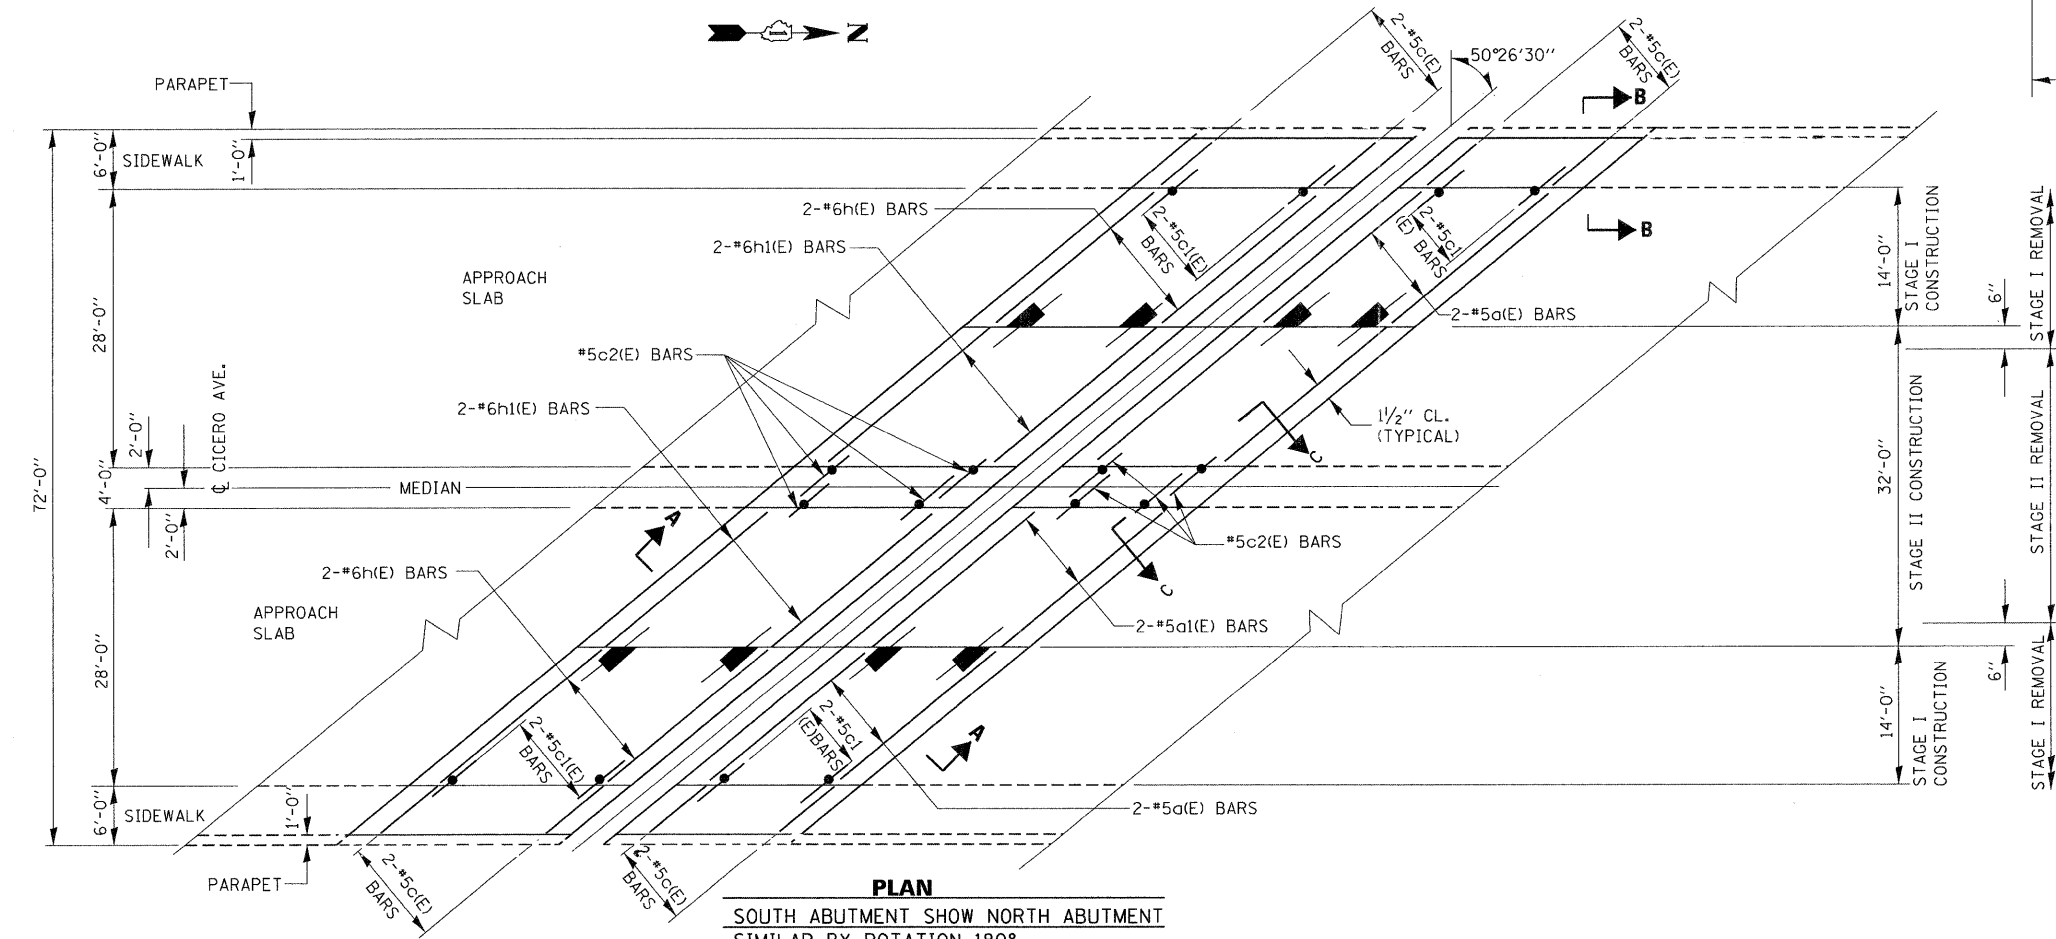 N
2-#5c(E)
BARS
50°26'30"
2-#5c(E)
BARS
B
PARAPET
6'-0"
SIDEWALK
1'-0"
2-#6h(E) BARS
2-#5c1(E)
BARS
2-#5c1
(E) BARS
B
14'-0"
STAGE I
CONSTRUCTION
STAGE I REMOVAL
2-#6h1(E) BARS
APPROACH
SLAB
28'-0"
6"
2-#5a(E) BARS
#5c2(E) BARS
℄ CICERO AVE.
2-#6h1(E) BARS
1½" CL.
(TYPICAL)
C
32'-0"
STAGE II CONSTRUCTION
STAGE II REMOVAL
72'-0"
2'-0"
4'-0"
MEDIAN
2'-0"
A
#5c2(E) BARS
C
2-#6h(E) BARS
APPROACH
SLAB
2-#5a1(E) BARS
28'-0"
6"
2-#5c1(E)
BARS
2-#5c1
(E)BARS
A
14'-0"
STAGE I
CONSTRUCTION
STAGE I REMOVAL
6'-0"
SIDEWALK
1'-0"
2-#5a(E) BARS
PARAPET
2-#5c(E)
BARS
2-#5c(E)
BARS
PLAN
SOUTH ABUTMENT SHOW NORTH ABUTMENT
SIMILAR BY ROTATION 180°